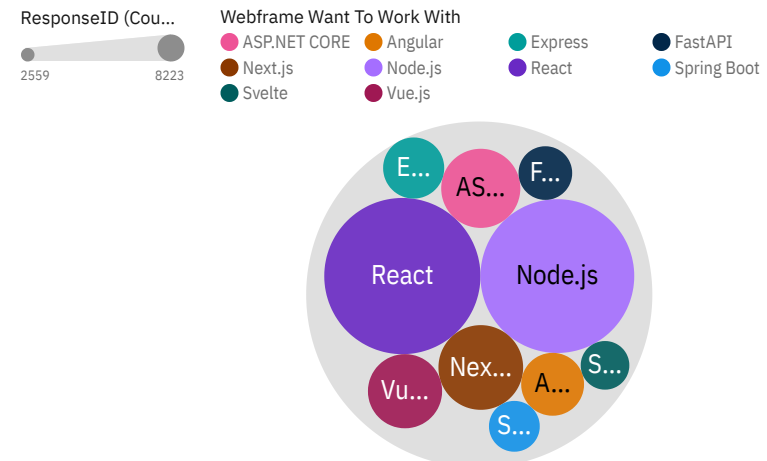 ResponseID (Cou...
2559 8223
Webframe Want To Work With
ASP.NET CORE Angular Express FastAPI
Next.js Node.js React Spring Boot
Svelte Vue.js
E...
AS...
F...
React
Node.js
Nex...
Vu...
A...
S...
S...